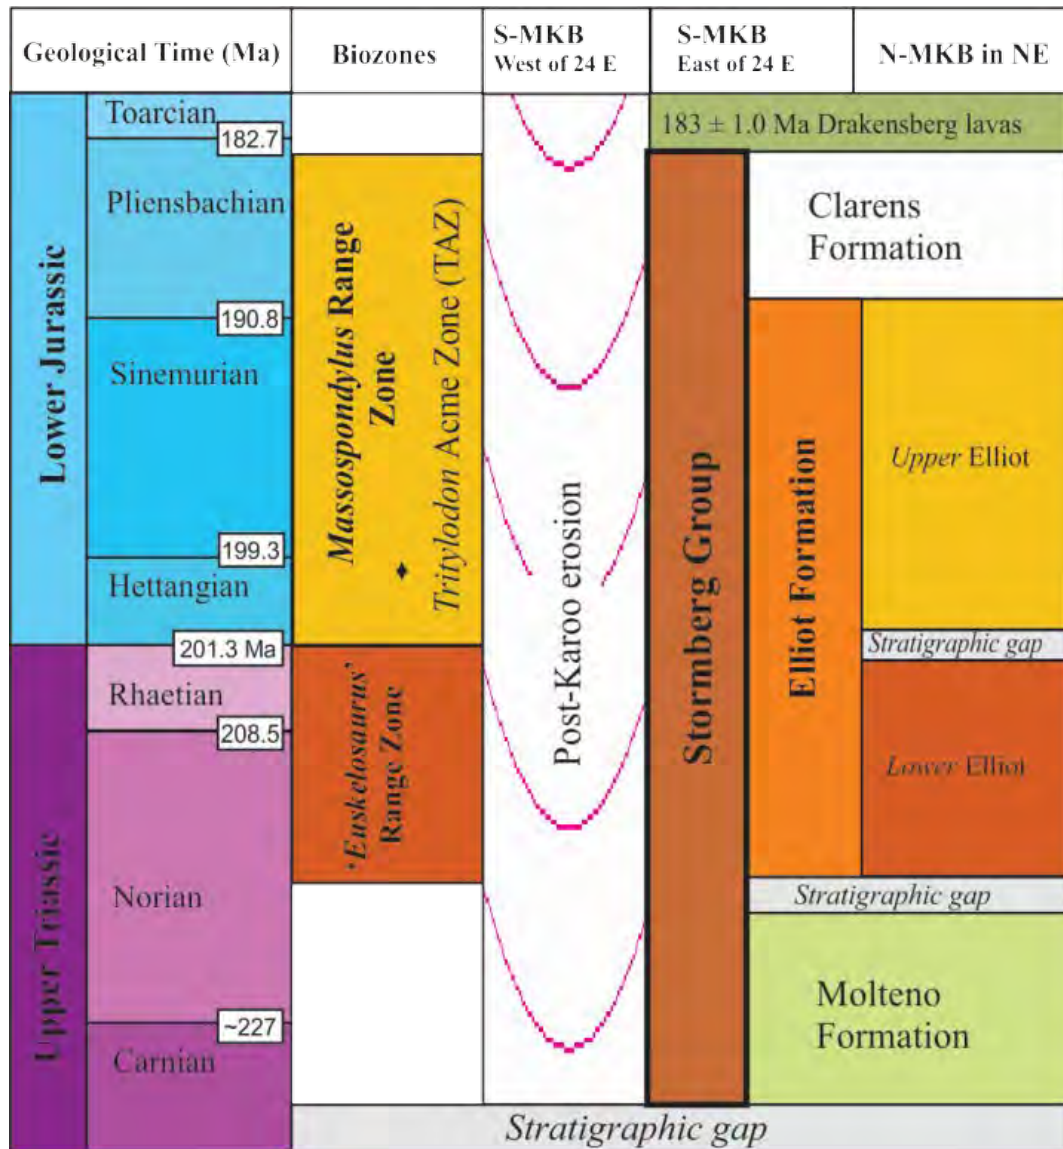 Geological Time (Ma)
Biozones
S-MKB
West of 24 E
S-MKB
East of 24 E
N-MKB in NE
Lower Jurassic
Toarcian
182.7
Pliensbachian
190.8
Sinemurian
199.3
Hettangian
201.3 Ma
Upper Triassic
Rhaetian
208.5
Norian
~227
Carnian
Massospondylus Range
Zone
Tritylodon Acme Zone (TAZ)
'Euskelosaurus'
Range Zone
Post-Karoo erosion
183 ± 1.0 Ma Drakensberg lavas
Stormberg Group
Clarens
Formation
Elliot Formation
Upper Elliot
Stratigraphic gap
Lower Elliot
Stratigraphic gap
Molteno
Formation
Stratigraphic gap